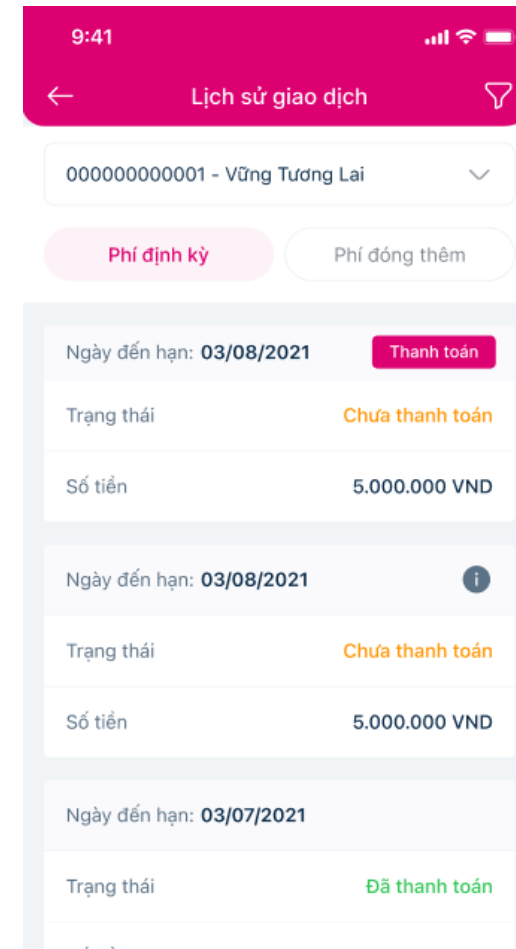 9:41
Lịch sử giao dịch
000000000001 - Vững Tương Lai
Phí định kỳ Phí đóng thêm
Ngày đến hạn: 03/08/2021 Thanh toán
Trạng thái Chưa thanh toán
Số tiền 5.000.000 VND
Ngày đến hạn: 03/08/2021
Trạng thái Chưa thanh toán
Số tiền 5.000.000 VND
Ngày đến hạn: 03/07/2021
Trạng thái Đã thanh toán